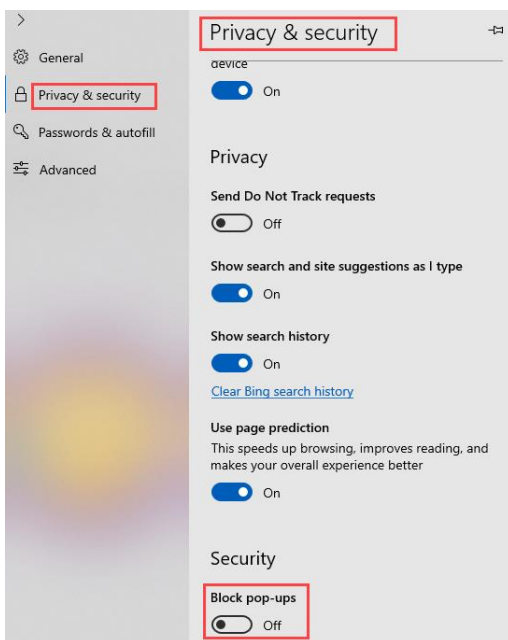 General
Privacy & security
Passwords & autofill
Advanced
Privacy & security
device
On
Privacy
Send Do Not Track requests
Off
Show search and site suggestions as I type
On
Show search history
On
Clear Bing search history
Use page prediction
This speeds up browsing, improves reading, and
makes your overall experience better
On
Security
Block pop-ups
Off